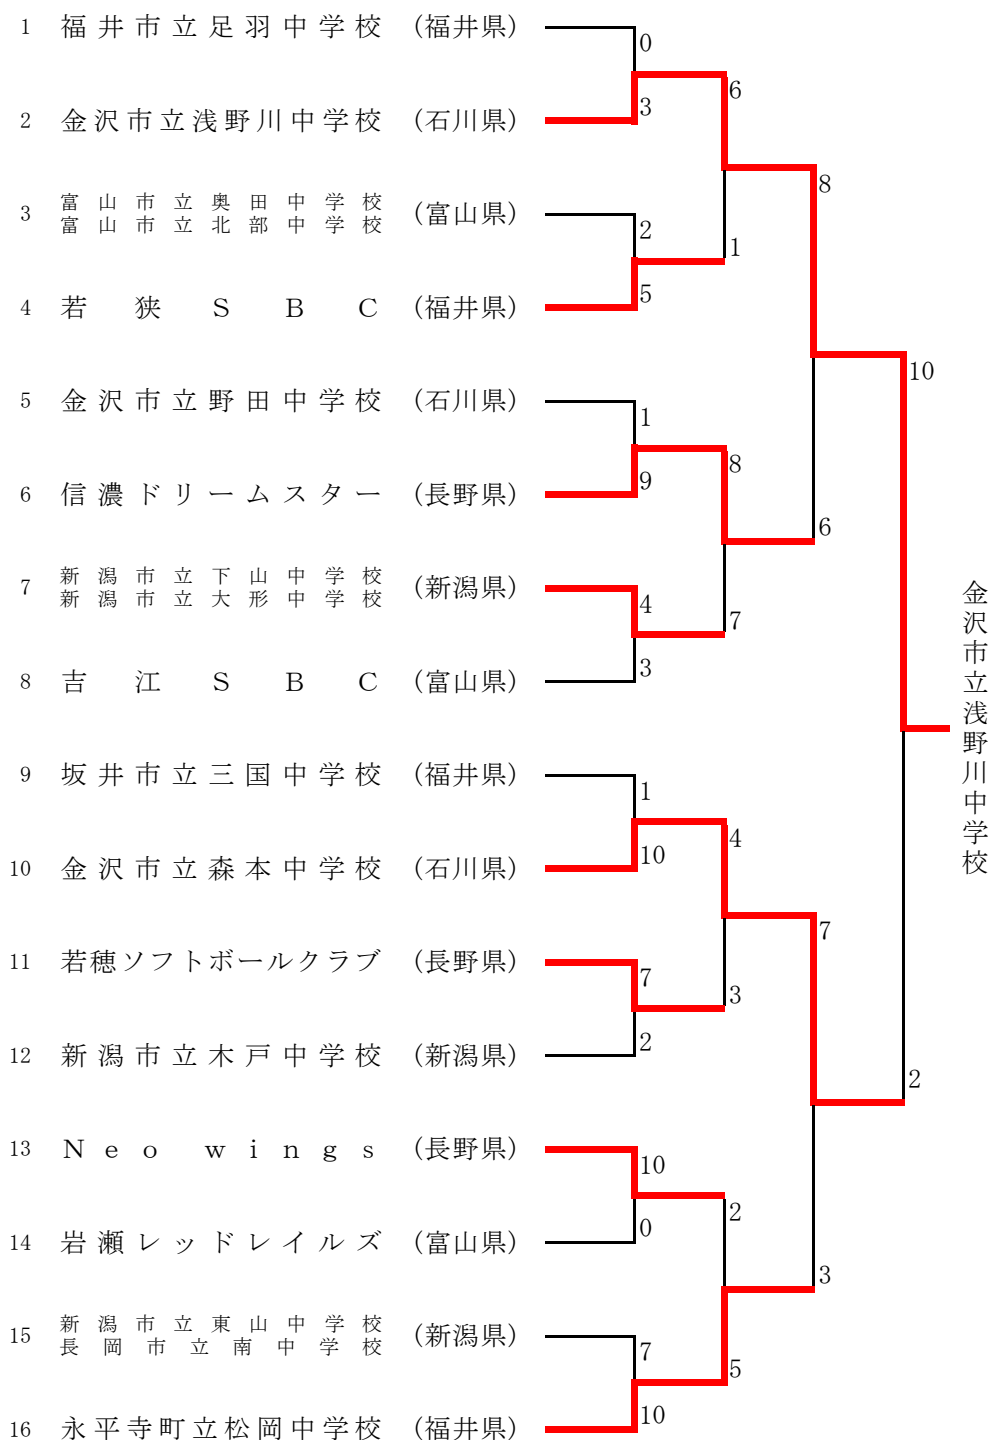 1 福井市立足羽中学校 (福井県)
0
6
3
2 金沢市立浅野川中学校 (石川県)
8
富山市立奥田中学校
3 (富山県)
富山市立北部中学校
2
1
5
4 若狭SBC (福井県)
10
5 金沢市立野田中学校 (石川県)
1
8
9
6 信濃ドリームスター (長野県)
6
新潟市立下山中学校
7 (新潟県)
新潟市立大形中学校
4
7
3
8 吉江SBC (富山県)
金沢市立浅野川中学校
9 坂井市立三国中学校 (福井県)
1
4
10
10 金沢市立森本中学校 (石川県)
7
11 若穂ソフトボールクラブ (長野県)
7
3
2
12 新潟市立木戸中学校 (新潟県)
2
13 Neo wings (長野県)
10
2
0
14 岩瀬レッドレイルズ (富山県)
3
新潟市立東山中学校
15 (新潟県)
長岡市立南中学校
7
5
10
16 永平寺町立松岡中学校 (福井県)